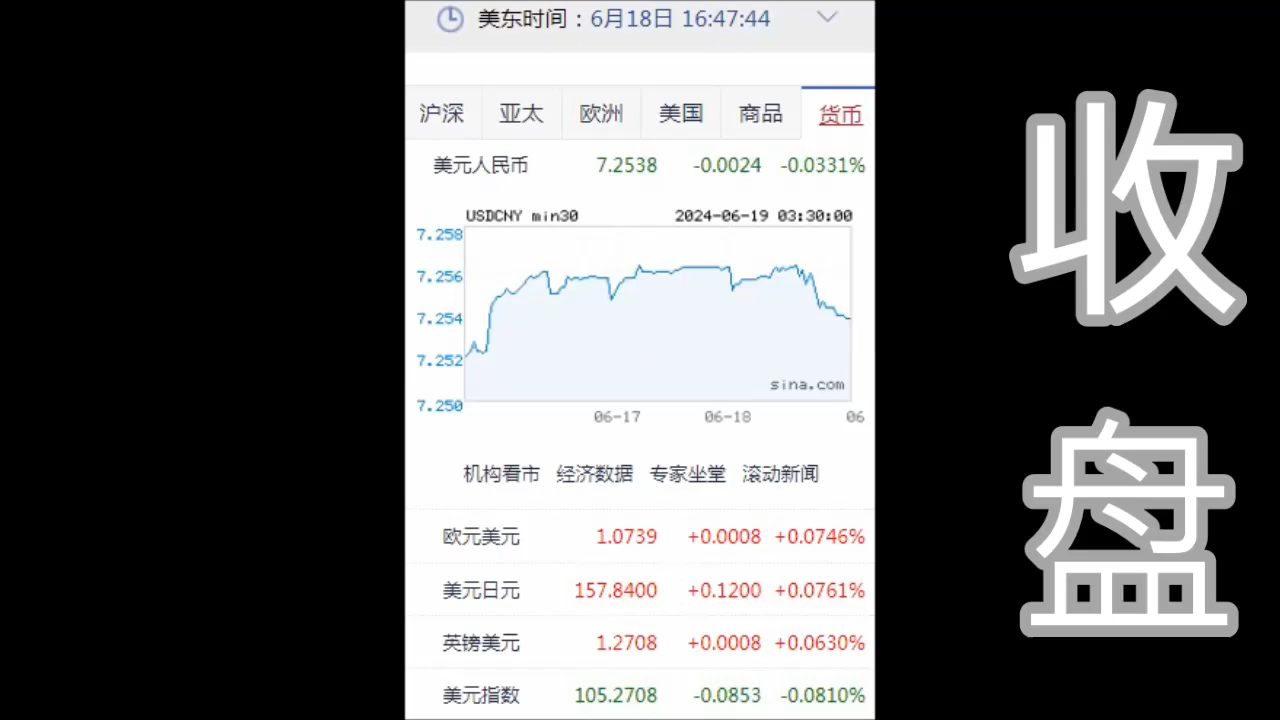 美东时间：6月18日 16:47:44
沪深 亚太 欧洲 美国 商品 货币
美元人民币 7.2538 -0.0024 -0.0331%
USDCNY min30 2024-06-19 03:30:00
7.258
7.256
7.254
7.252
7.250
sina.com
06-17 06-18 06
机构看市 经济数据 专家坐堂 滚动新闻
欧元美元 1.0739 +0.0008 +0.0746%
美元日元 157.8400 +0.1200 +0.0761%
英镑美元 1.2708 +0.0008 +0.0630%
美元指数 105.2708 -0.0853 -0.0810%
收
盘